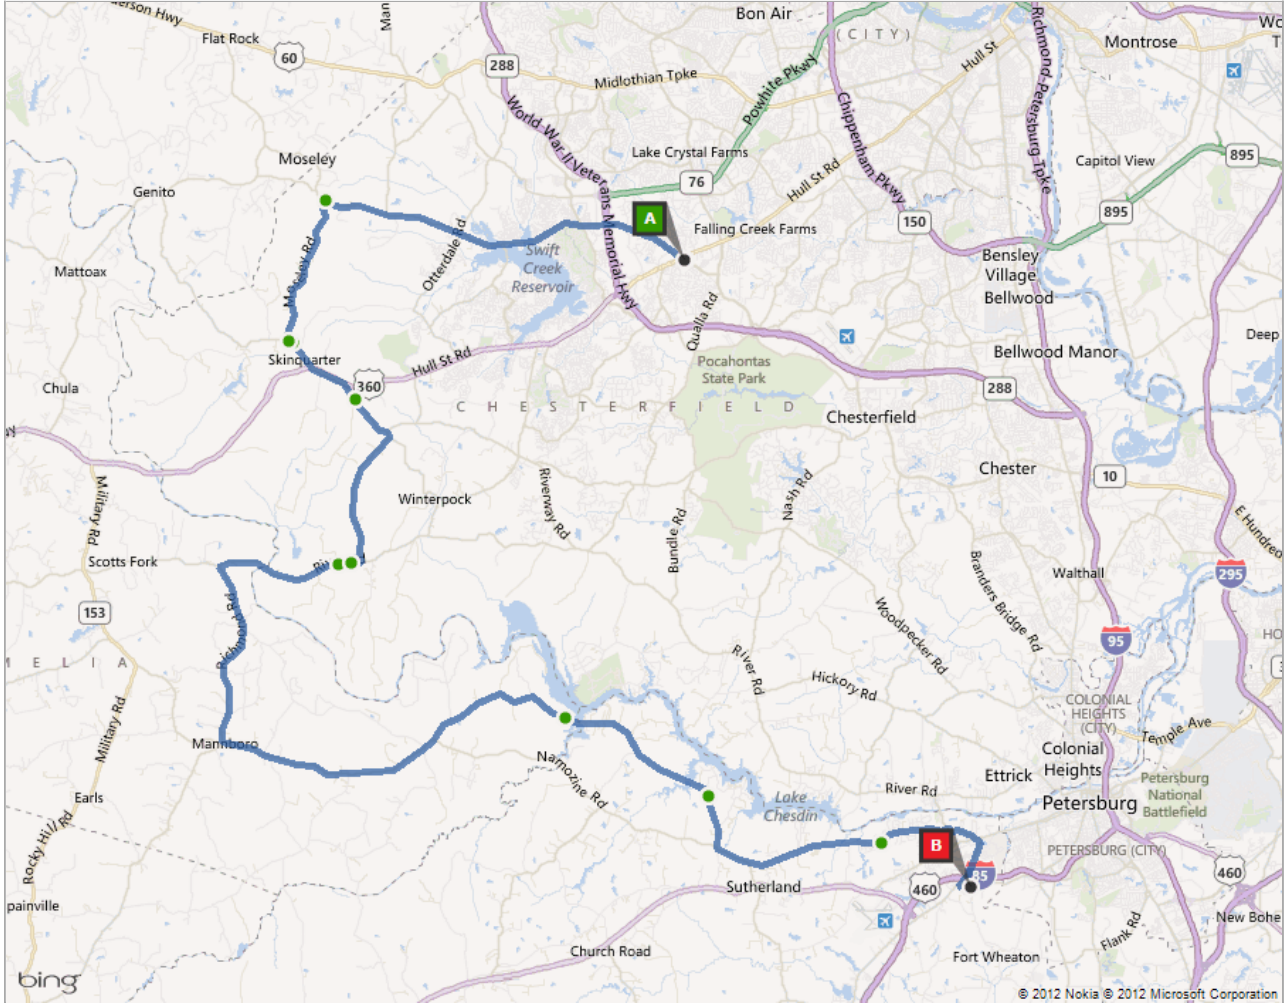 Bon Air
(CITY)
Montrose
derson Hwy
Flat Rock
60
288
Midlothian Tpke
Powhite Pkwy
Hull St
Richmond-Petersburg Tpke
World War II Veterans Memorial Hwy
Chippenham Pkwy
Moseley
Lake Crystal Farms
76
Hull St Rd
Capitol View
895
Genito
A
Falling Creek Farms
150
895
Mattoax
Moseley Rd
Otterdale Rd
Swift
Creek
Reservoir
Bensley
Village
Bellwood
Qualla Rd
Deep
Skinquarter
Hull St Rd
Pocahontas
State Park
Bellwood Manor
Chula
360
CHESTERFIELD
Chesterfield
288
Military Rd
Winterpock
Riverway Rd
Bundle Rd
Nash Rd
Chester
10
E Hundred
Scotts Fork
Branders Bridge Rd
Walthall
295
153
Richmond Rd
Woodpecker Rd
95
MELIA
River Rd
Hickory Rd
COLONIAL
HEIGHTS
(CITY)
Military Rd
Mannboro
Temple Ave
Namozine Rd
Colonial
Heights
Ettrick
Petersburg
National
Battlefield
Earls
Lake
Chesdin
River Rd
Petersburg
Rocky Hill Rd
B
PETERSBURG (CITY)
Sutherland
460
85
460
painville
New Bohe
Church Road
Flank Rd
Fort Wheaton
bing
© 2012 Nokia © 2012 Microsoft Corporation